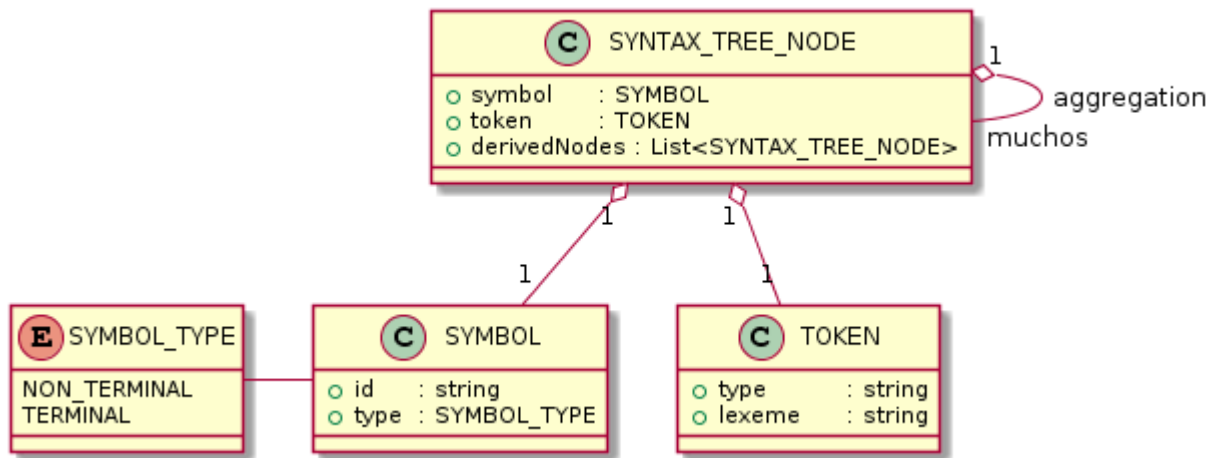 C SYNTAX_TREE_NODE
symbol : SYMBOL
token : TOKEN
derivedNodes : List<SYNTAX_TREE_NODE>
1
aggregation
muchos
1
1
1
1
E SYMBOL_TYPE
NON_TERMINAL
TERMINAL
C SYMBOL
id : string
type : SYMBOL_TYPE
C TOKEN
type : string
lexeme : string